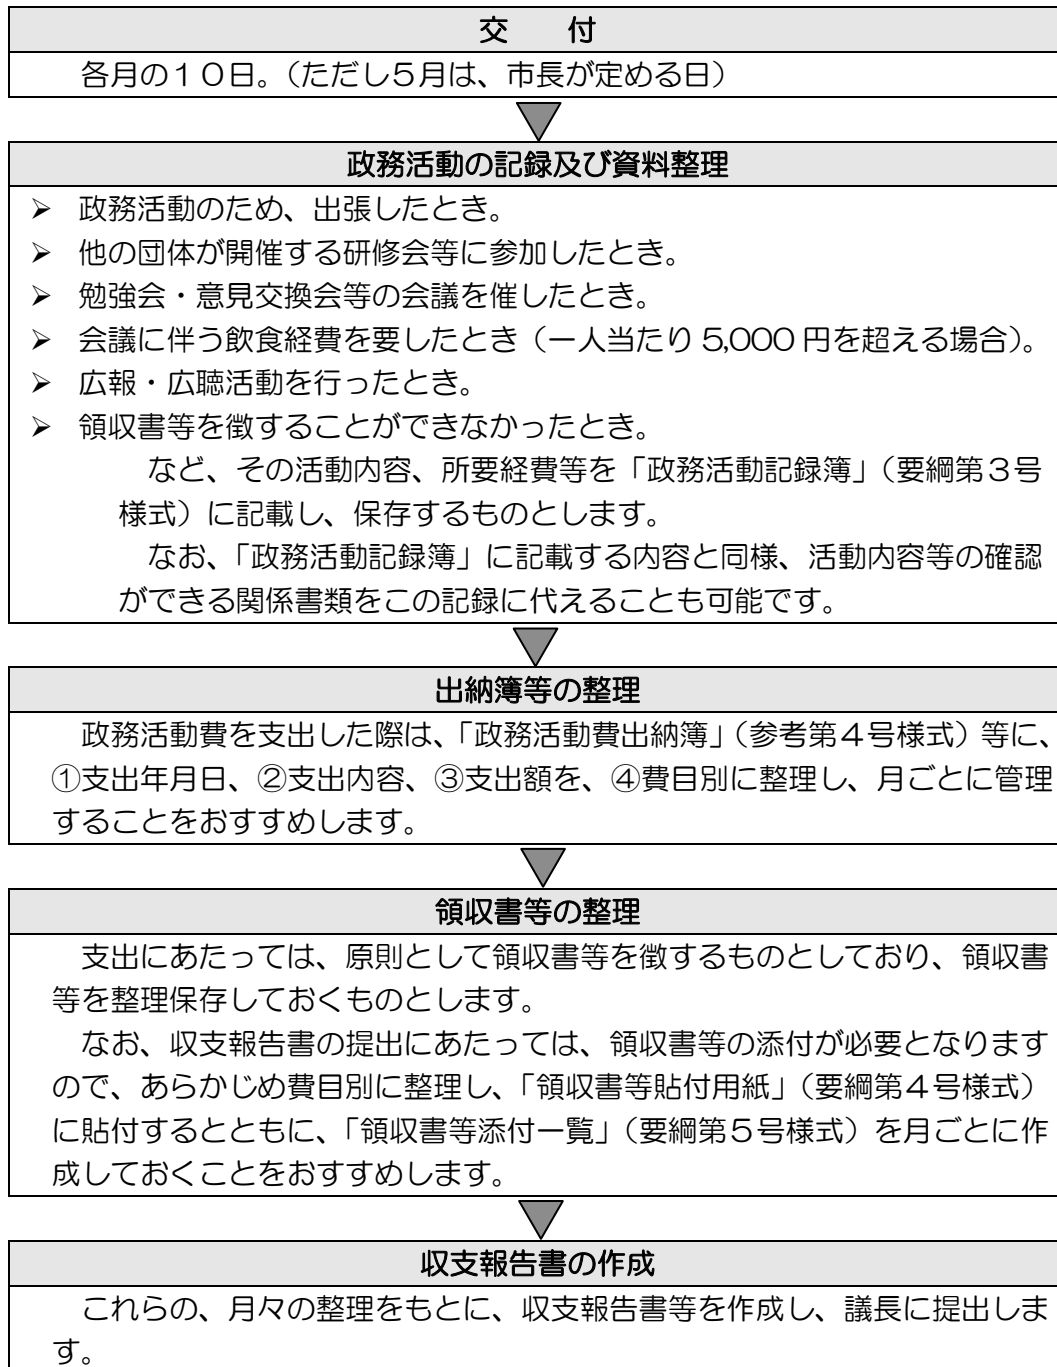 交　　付
各月の１０日。（ただし５月は、市長が定める日）
政務活動の記録及び資料整理
➢ 政務活動のため、出張したとき。
➢ 他の団体が開催する研修会等に参加したとき。
➢ 勉強会・意見交換会等の会議を催したとき。
➢ 会議に伴う飲食経費を要したとき（一人当たり 5,000 円を超える場合）。
➢ 広報・広聴活動を行ったとき。
➢ 領収書等を徴することができなかったとき。
など、その活動内容、所要経費等を「政務活動記録簿」（要綱第３号
様式）に記載し、保存するものとします。
なお、「政務活動記録簿」に記載する内容と同様、活動内容等の確認
ができる関係書類をこの記録に代えることも可能です。
出納簿等の整理
政務活動費を支出した際は、「政務活動費出納簿」（参考第４号様式）等に、
①支出年月日、②支出内容、③支出額を、④費目別に整理し、月ごとに管理
することをおすすめします。
領収書等の整理
支出にあたっては、原則として領収書等を徴するものとしており、領収書
等を整理保存しておくものとします。
なお、収支報告書の提出にあたっては、領収書等の添付が必要となります
ので、あらかじめ費目別に整理し、「領収書等貼付用紙」（要綱第４号様式）
に貼付するとともに、「領収書等添付一覧」（要綱第５号様式）を月ごとに作
成しておくことをおすすめします。
収支報告書の作成
これらの、月々の整理をもとに、収支報告書等を作成し、議長に提出しま
す。